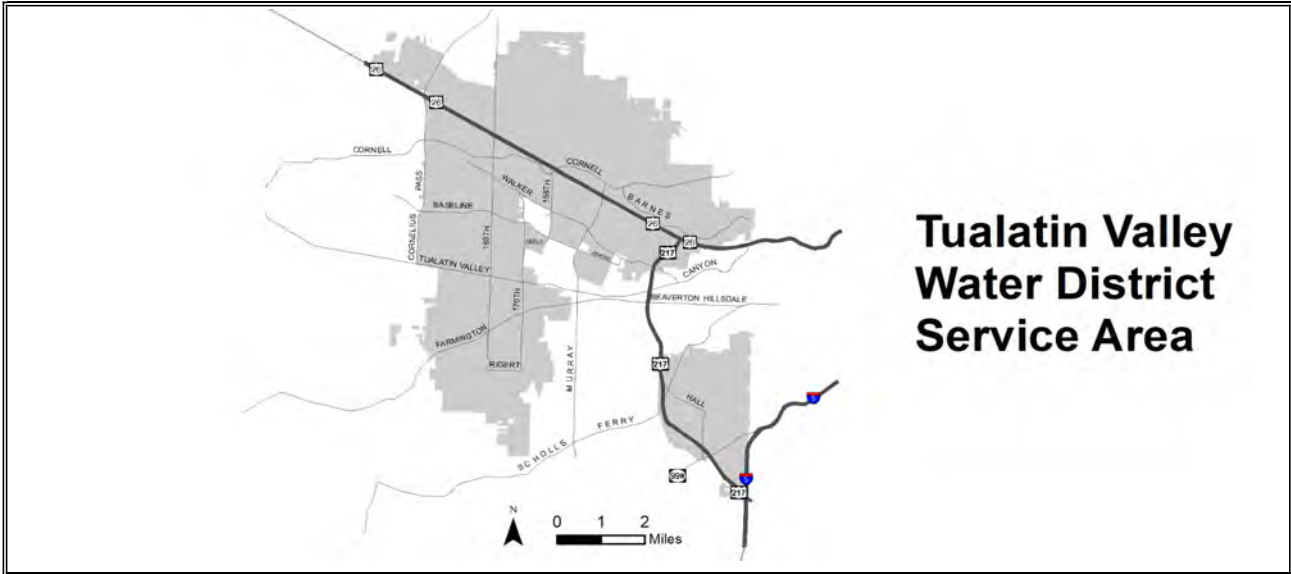 26
26
CORNELL
CORNELL
PASS
WALKER
158TH
BARNES
BASELINE
26
26
217
CORNELIUS
185TH
TUALATIN VALLEY
CANYON
170TH
BEAVERTON HILLSDALE
FARMINGTON
RIGERT
MURRAY
217
HALL
5
SCHOLLS FERRY
99W
5
217
N
0 1 2
Miles
Tualatin Valley
Water District
Service Area